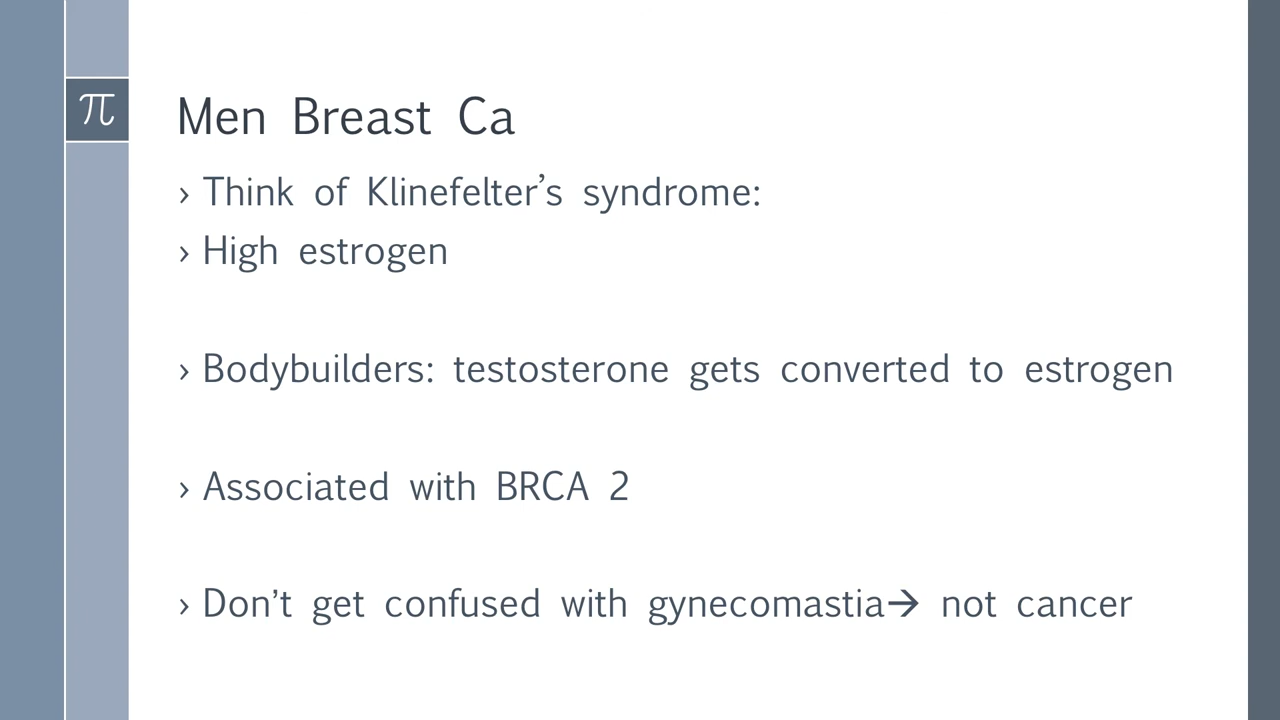 π
Men Breast Ca
› Think of Klinefelter’s syndrome:
› High estrogen
› Bodybuilders: testosterone gets converted to estrogen
› Associated with BRCA 2
› Don’t get confused with gynecomastia→ not cancer